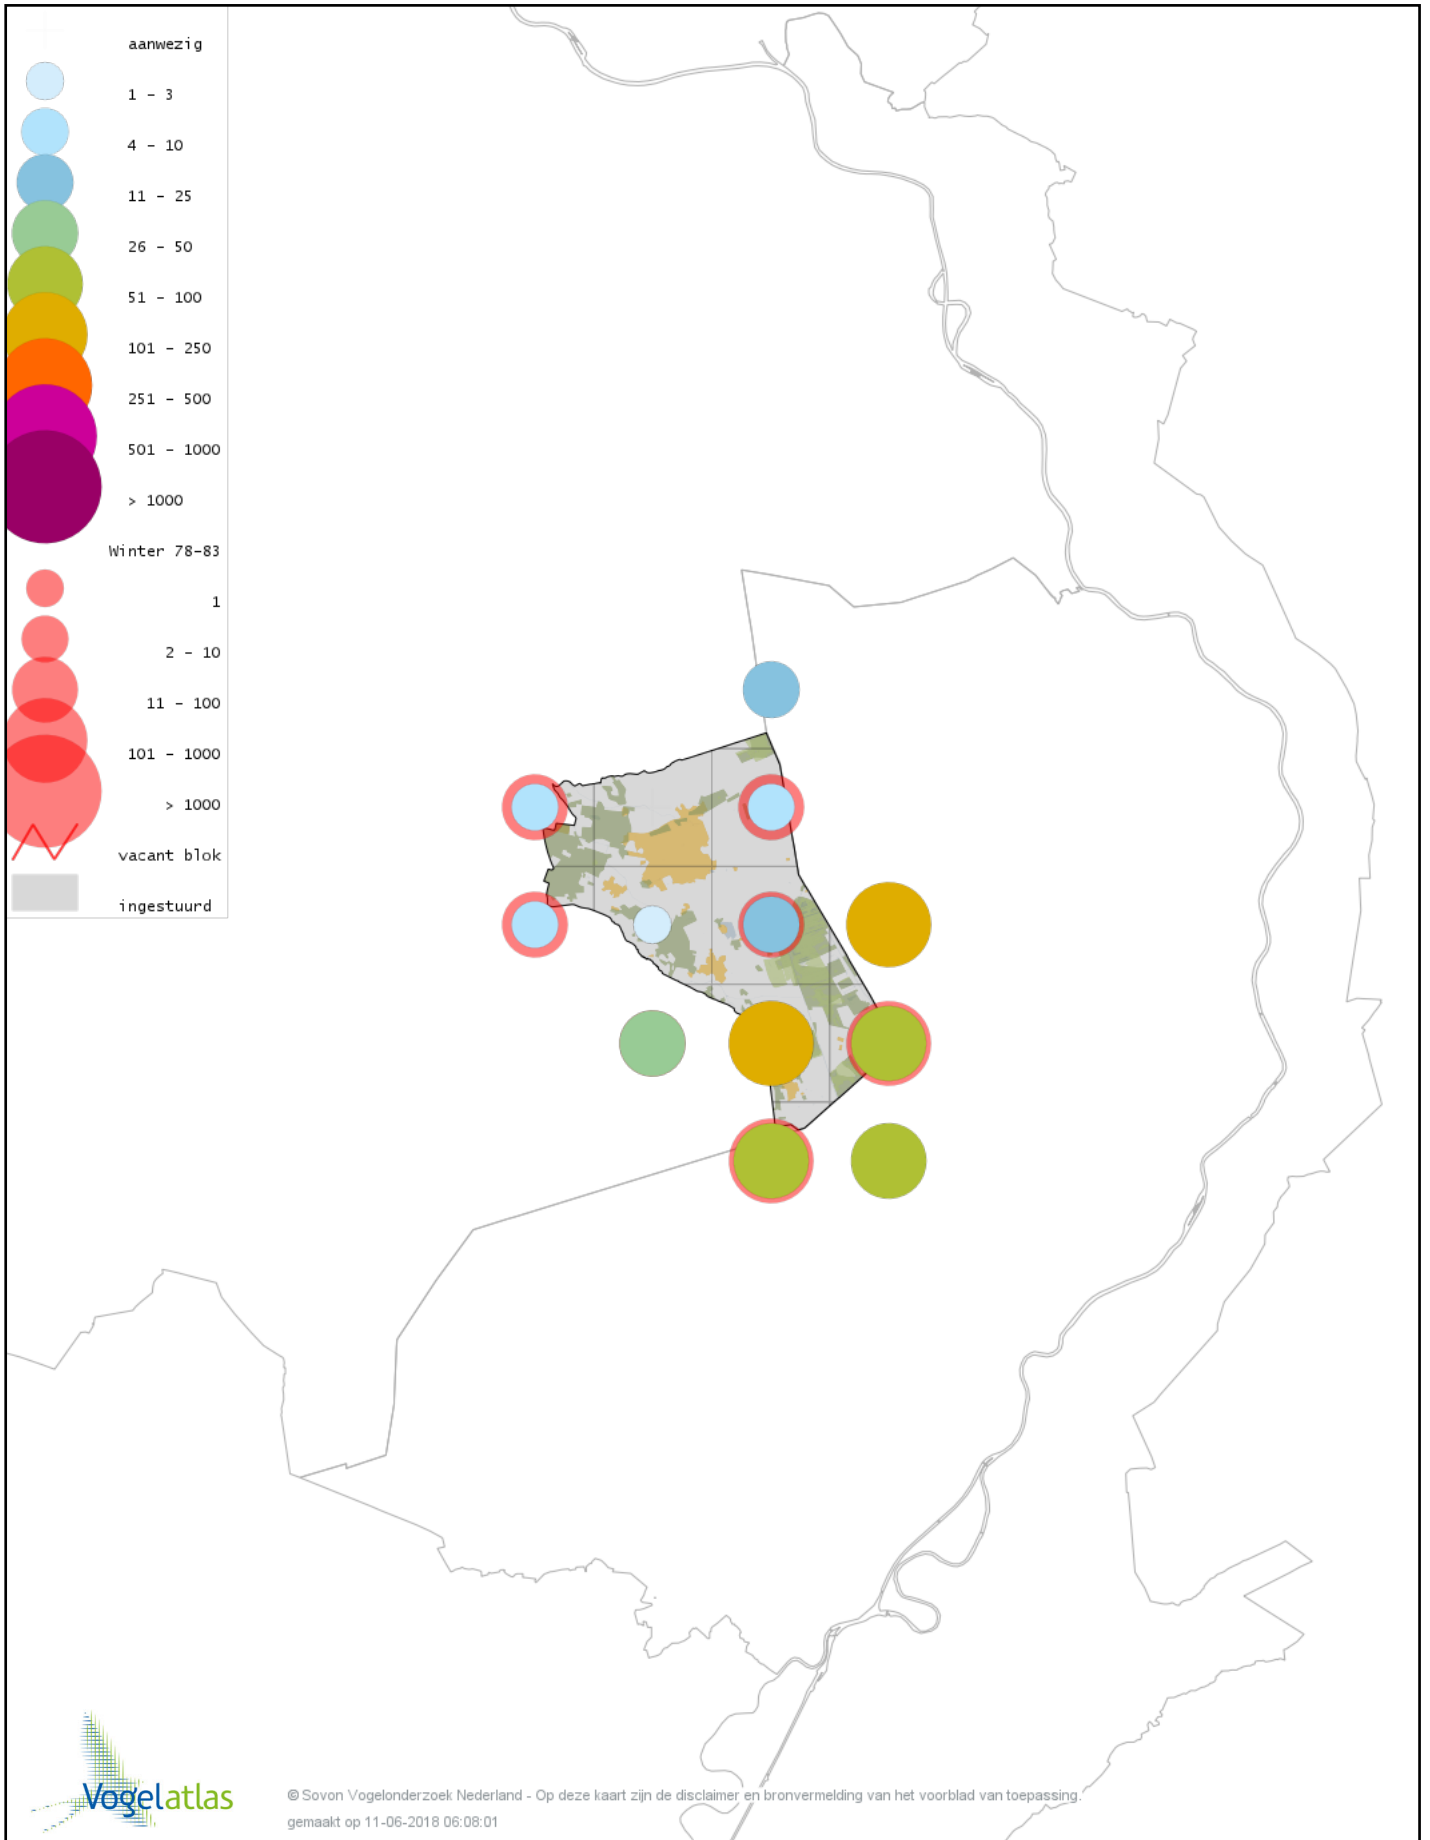 aanwezig
1 - 3
4 - 10
11 - 25
26 - 50
51 - 100
101 - 250
251 - 500
501 - 1000
> 1000
Winter 78-83
1
2 - 10
11 - 100
101 - 1000
> 1000
vacant blok
ingestuurd
Vogelatlas
© Sovon Vogelonderzoek Nederland - Op deze kaart zijn de disclaimer en bronvermelding van het voorblad van toepassing.
gemaakt op 11-06-2018 06:08:01